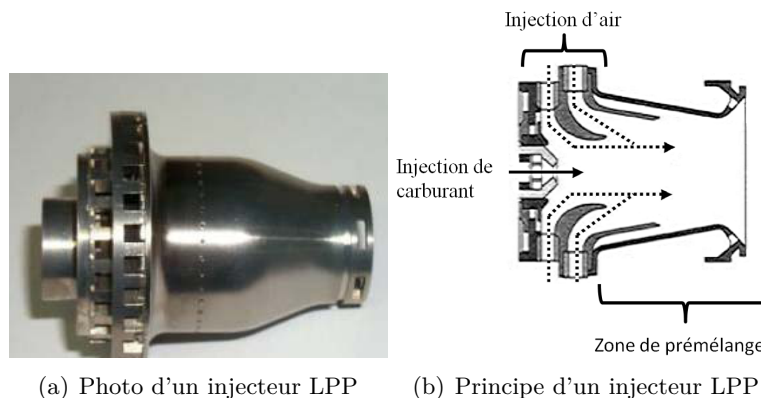 Injection d'air
Injection de
carburant
Zone de prémélange
(a) Photo d'un injecteur LPP
(b) Principe d'un injecteur LPP